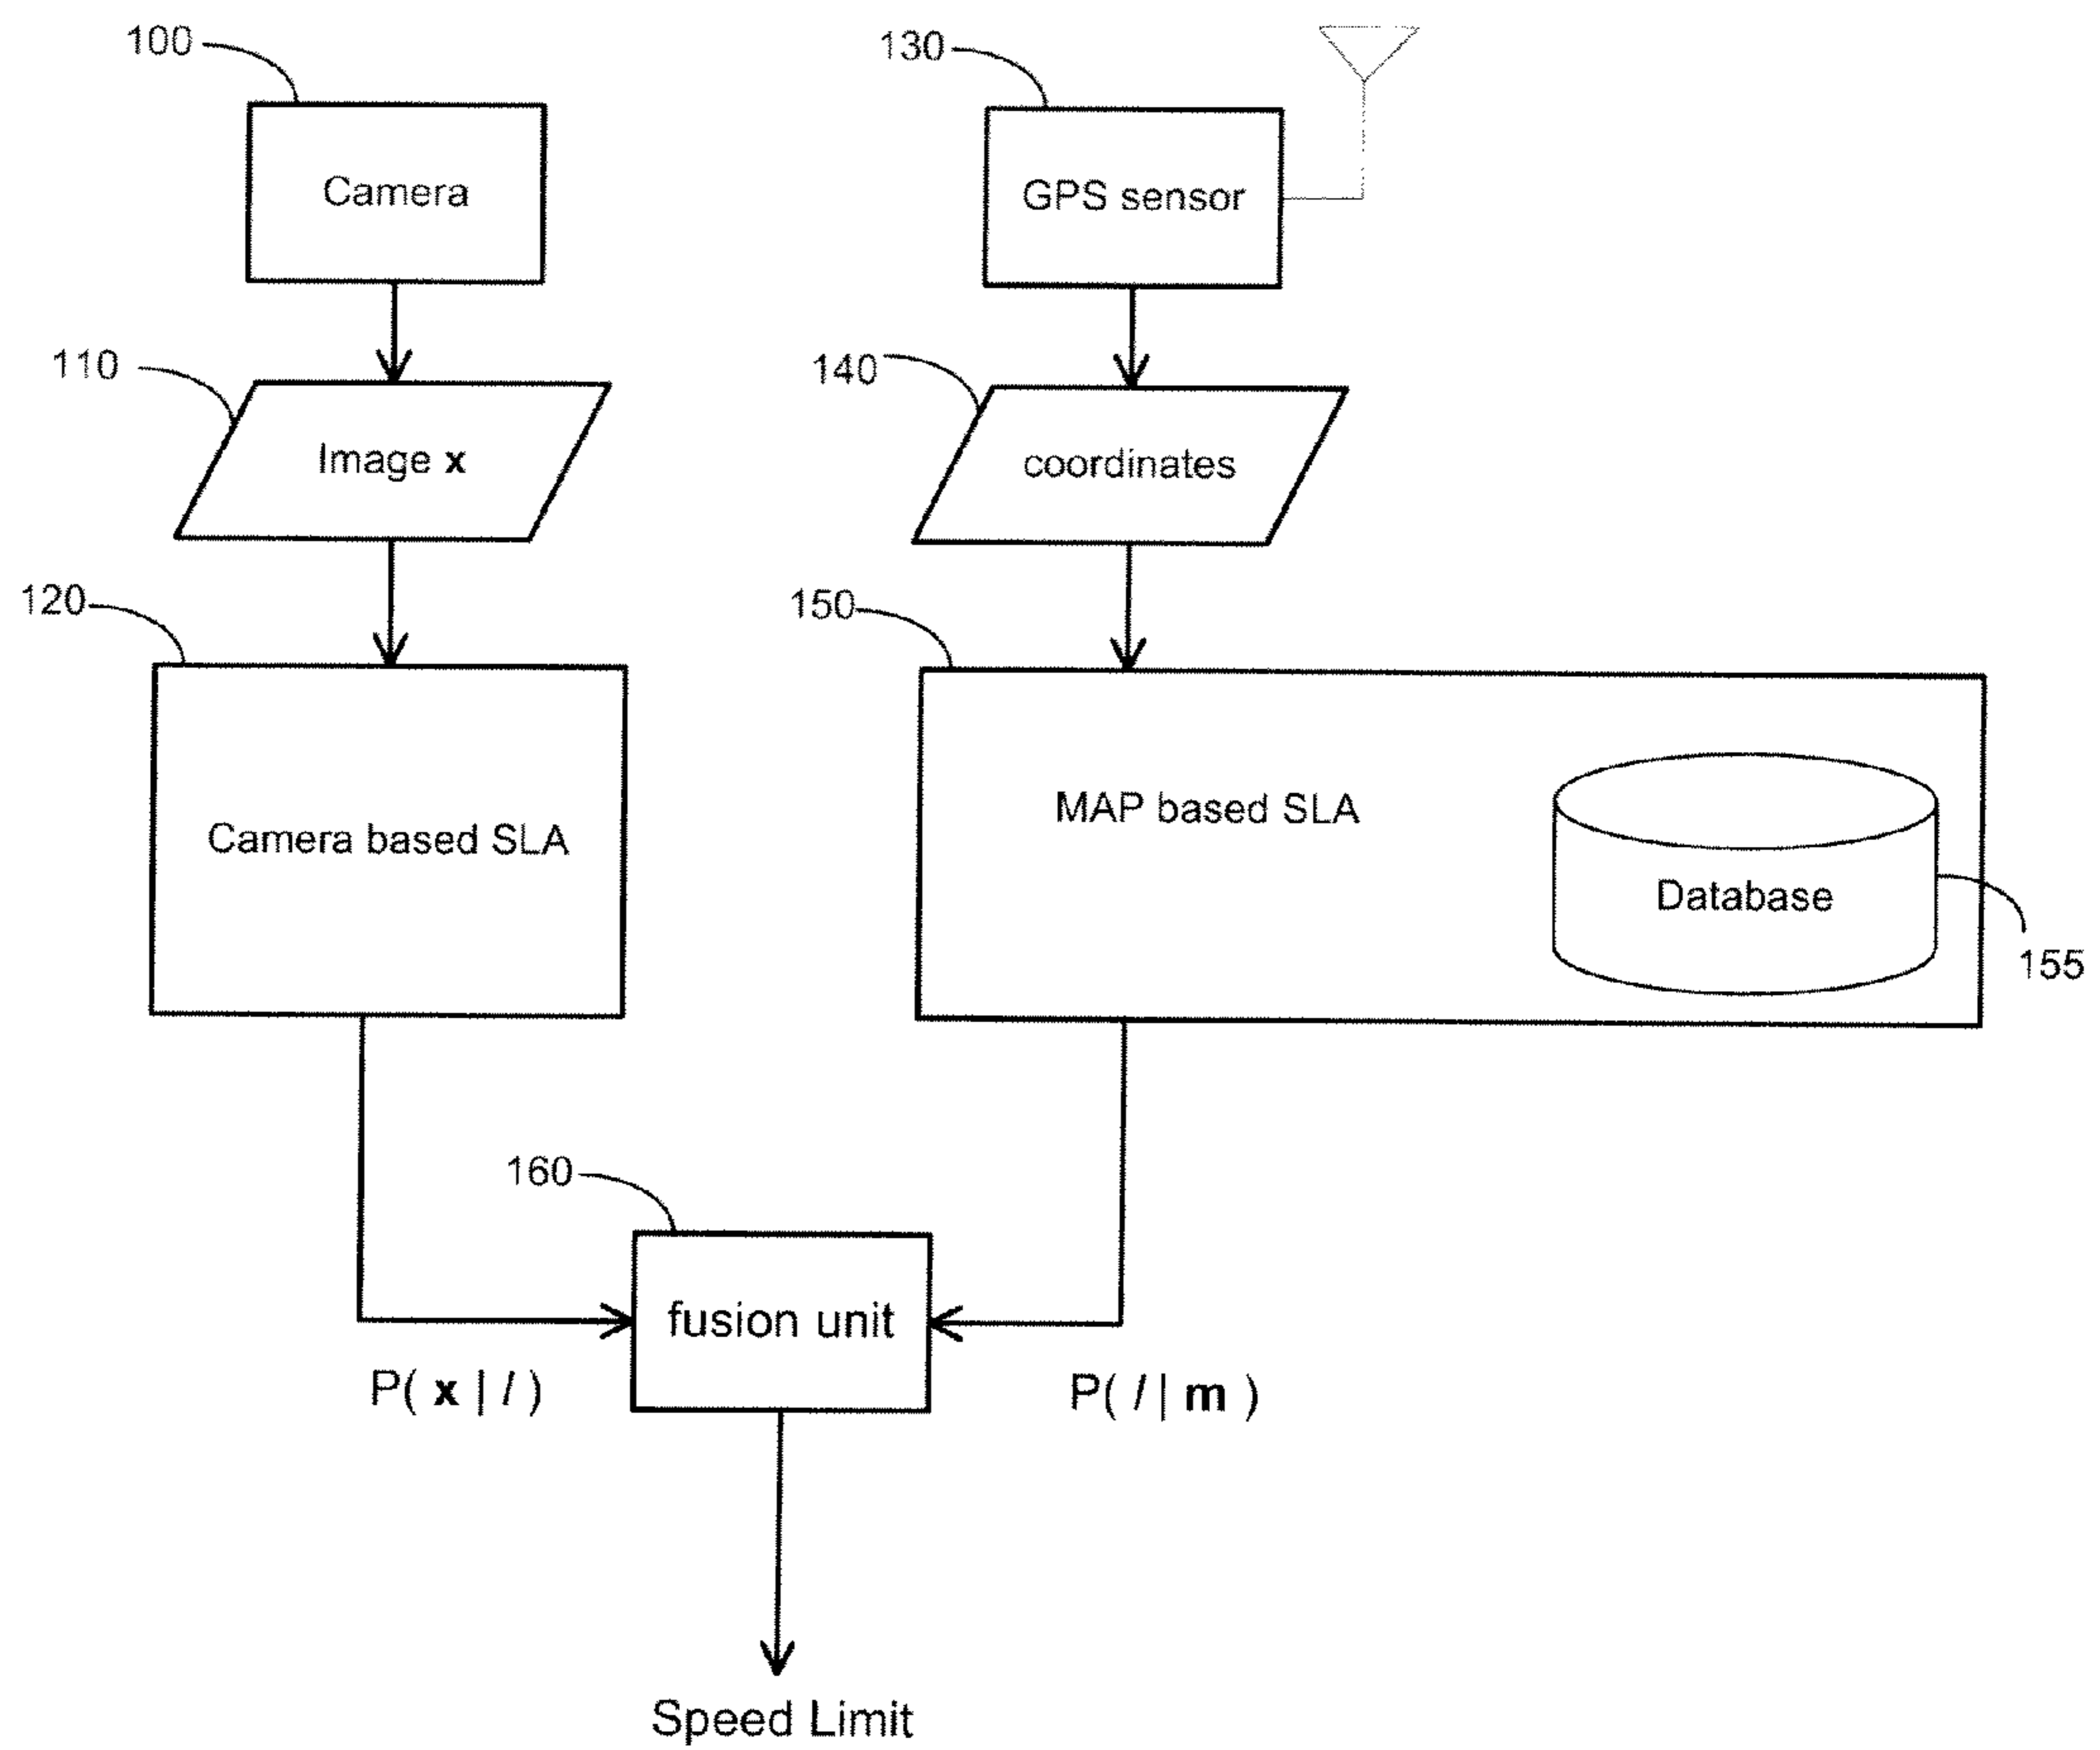 100
130
Camera
GPS sensor
110
140
Image x
coordinates
120
150
MAP based SLA
Camera based SLA
Database
155
160
fusion unit
P( x | l )
P( l | m )
Speed Limit